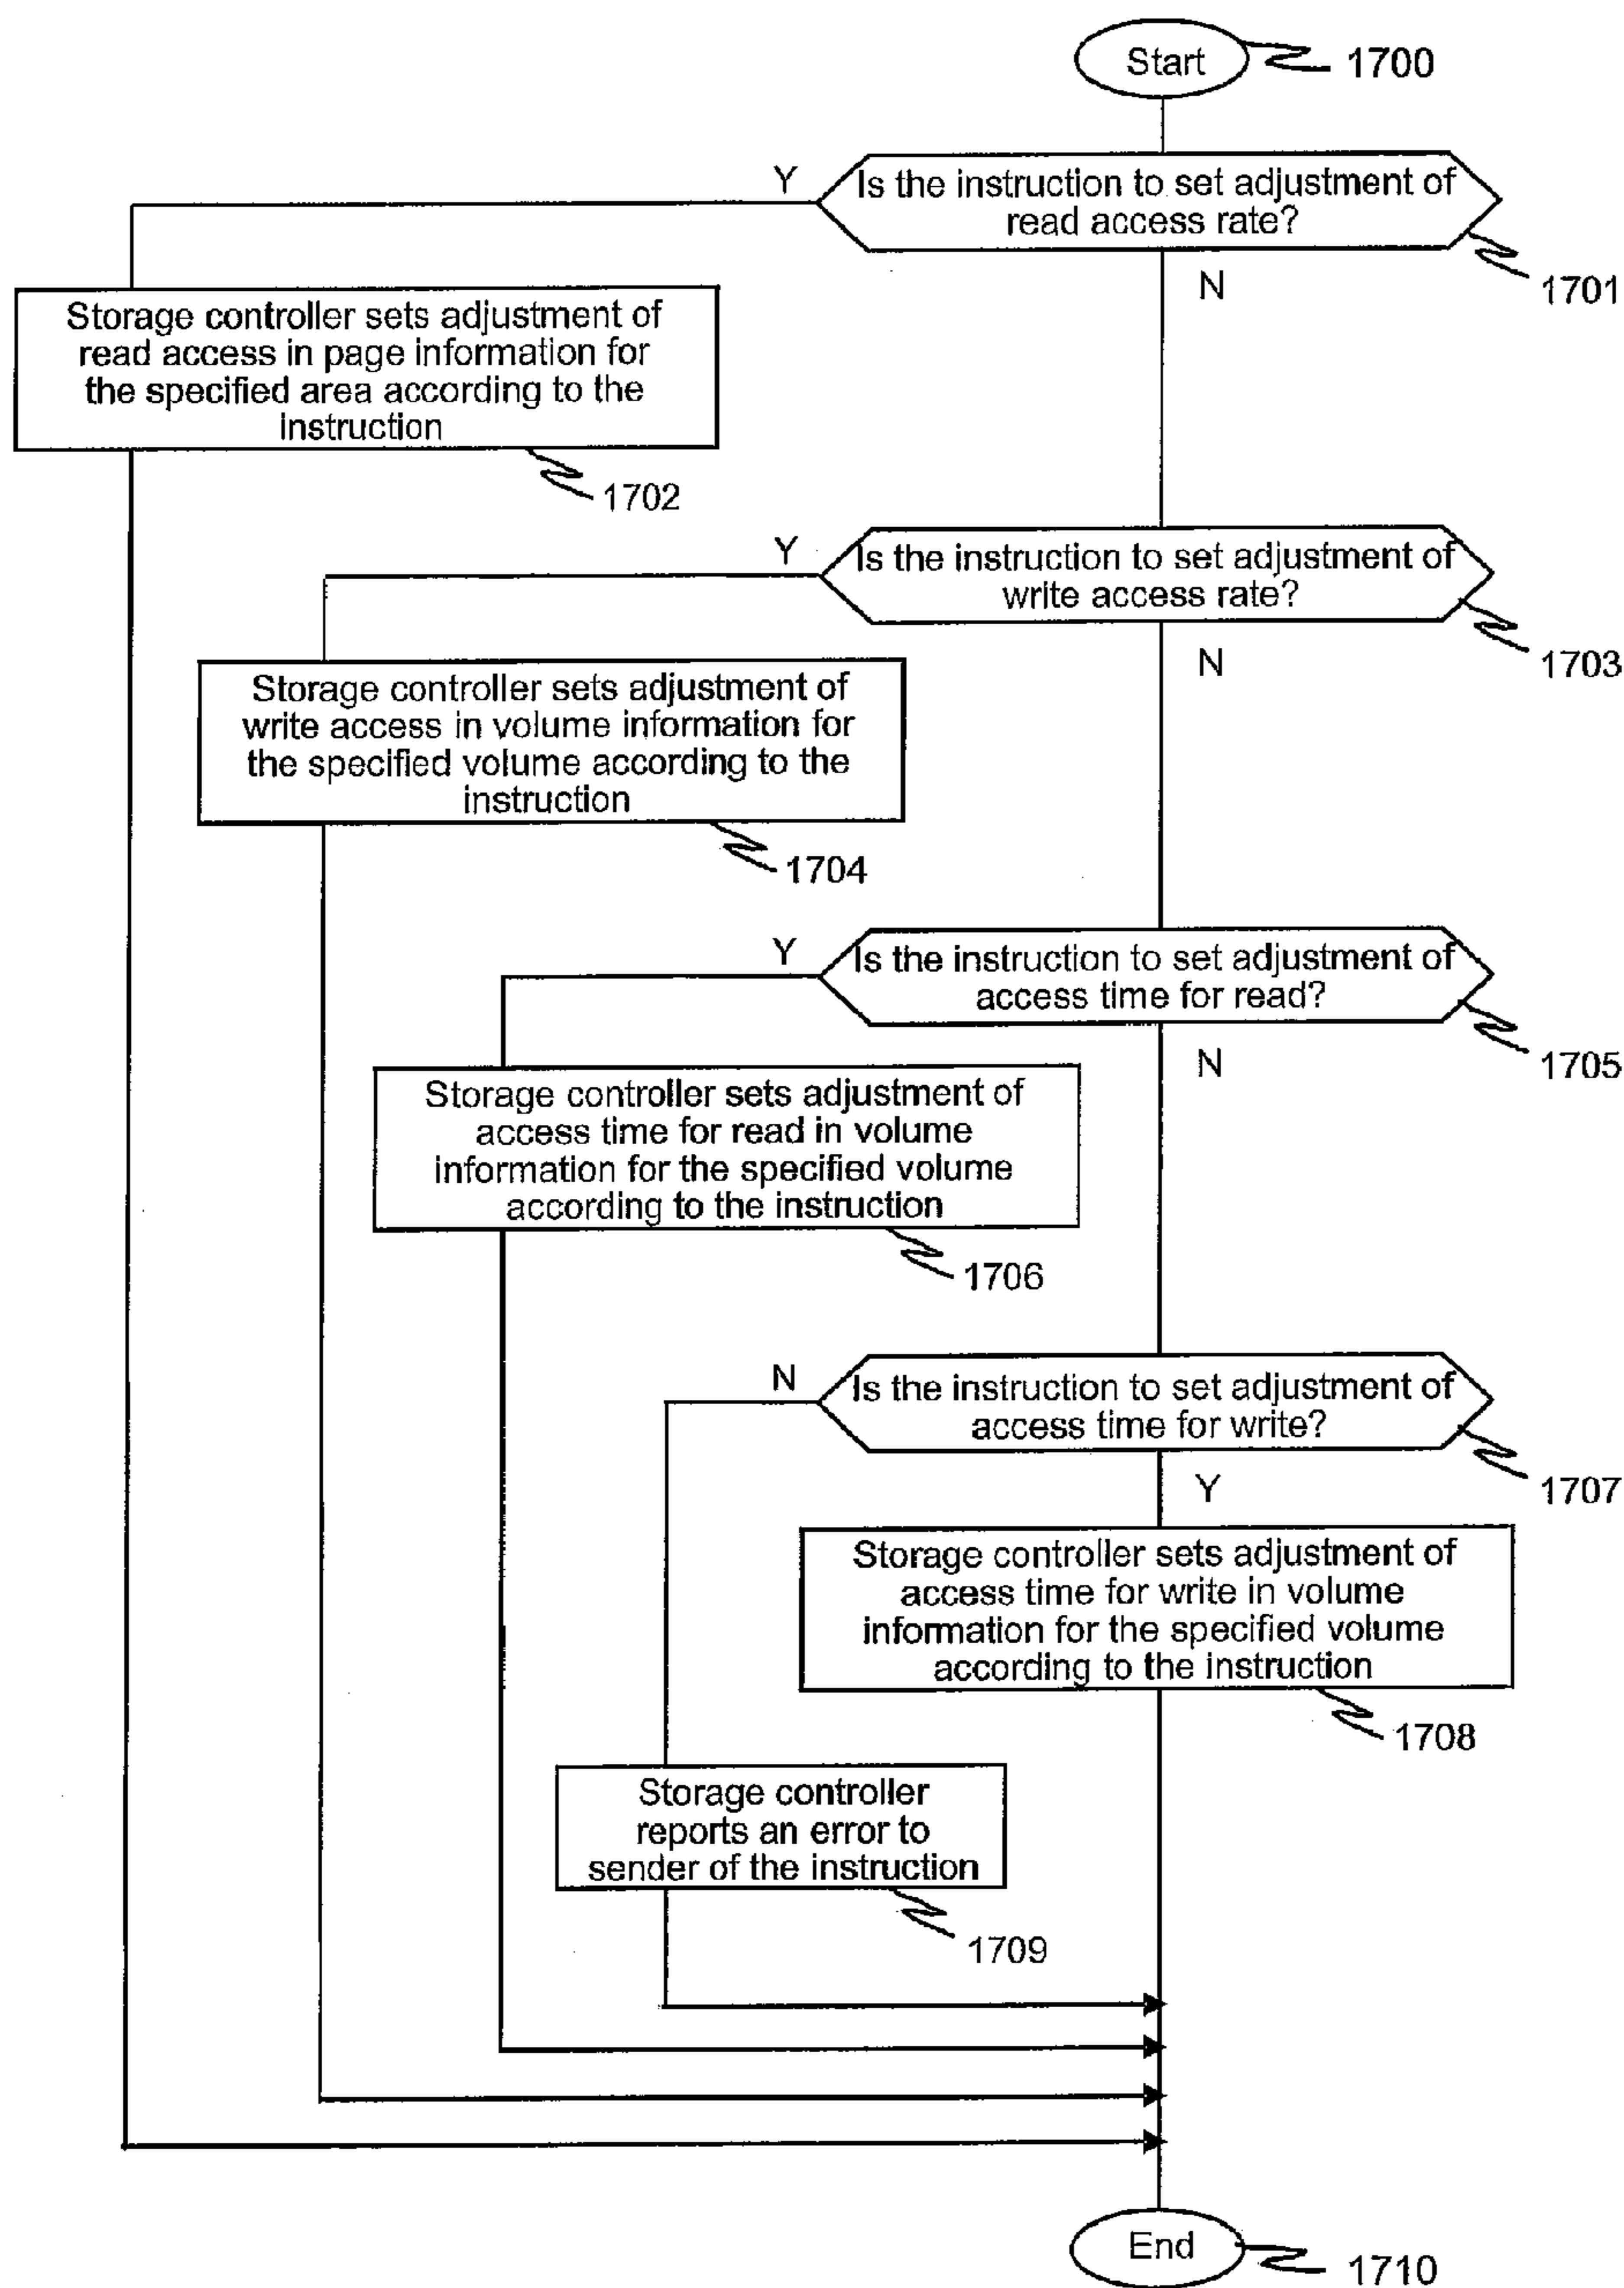 Start
1700
Y
Is the instruction to set adjustment of
read access rate?
1701
N
Storage controller sets adjustment of
read access in page information for
the specified area according to the
instruction
1702
Y
Is the instruction to set adjustment of
write access rate?
1703
N
Storage controller sets adjustment of
write access in volume information for
the specified volume according to the
instruction
1704
Y
Is the instruction to set adjustment of
access time for read?
1705
N
Storage controller sets adjustment of
access time for read in volume
information for the specified volume
according to the instruction
1706
N
Is the instruction to set adjustment of
access time for write?
1707
Y
Storage controller sets adjustment of
access time for write in volume
information for the specified volume
according to the instruction
1708
Storage controller
reports an error to
sender of the instruction
1709
End
1710